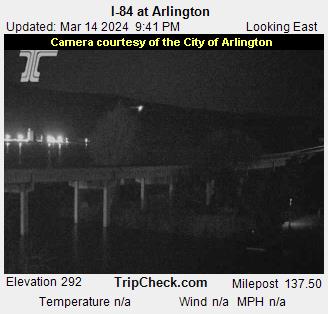 I-84 at Arlington
Updated: Mar 14 2024 9:41 PM Looking East
Camera courtesy of the City of Arlington
Elevation 292 TripCheck.com Milepost 137.50
Temperature n/a Wind n/a MPH n/a